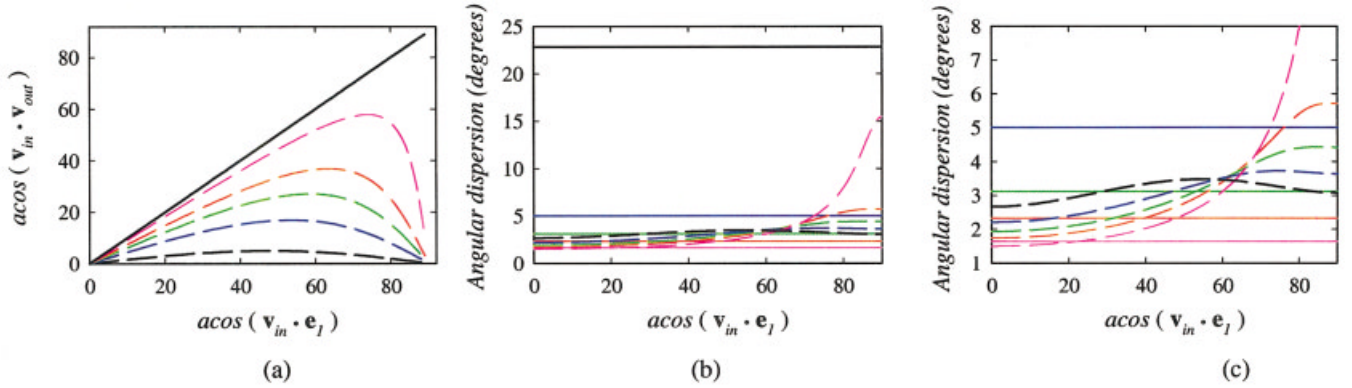 80
60
40
20
0
0 20 40 60 80
acos ( v_in · v_out )
acos ( v_in · e_1 )
(a)
25
20
15
10
5
0
0 20 40 60 80
Angular dispersion (degrees)
acos ( v_in · e_1 )
(b)
8
7
6
5
4
3
2
1
0 20 40 60 80
Angular dispersion (degrees)
acos ( v_in · e_1 )
(c)